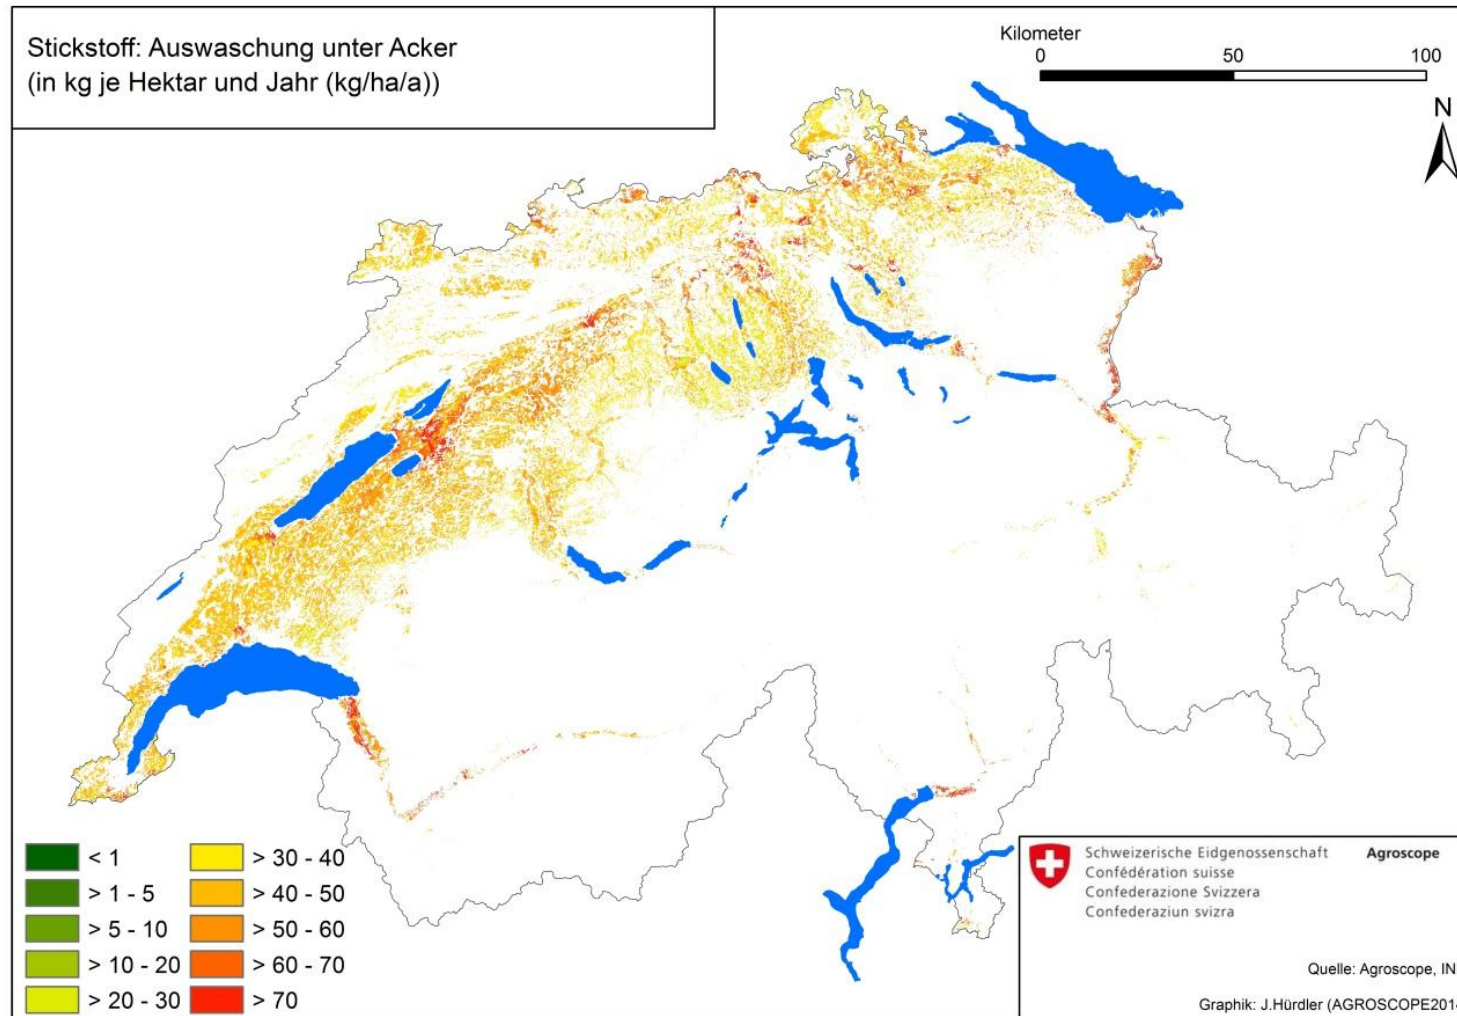 Stickstoff: Auswaschung unter Acker
(in kg je Hektar und Jahr (kg/ha/a))
Kilometer
0 50 100
N
< 1
> 1 - 5
> 5 - 10
> 10 - 20
> 20 - 30
> 30 - 40
> 40 - 50
> 50 - 60
> 60 - 70
> 70
Schweizerische Eidgenossenschaft
Confédération suisse
Confederazione Svizzera
Confederaziun svizra
Agroscope
Quelle: Agroscope, IN
Graphik: J.Hürdler (AGROSCOPE2014